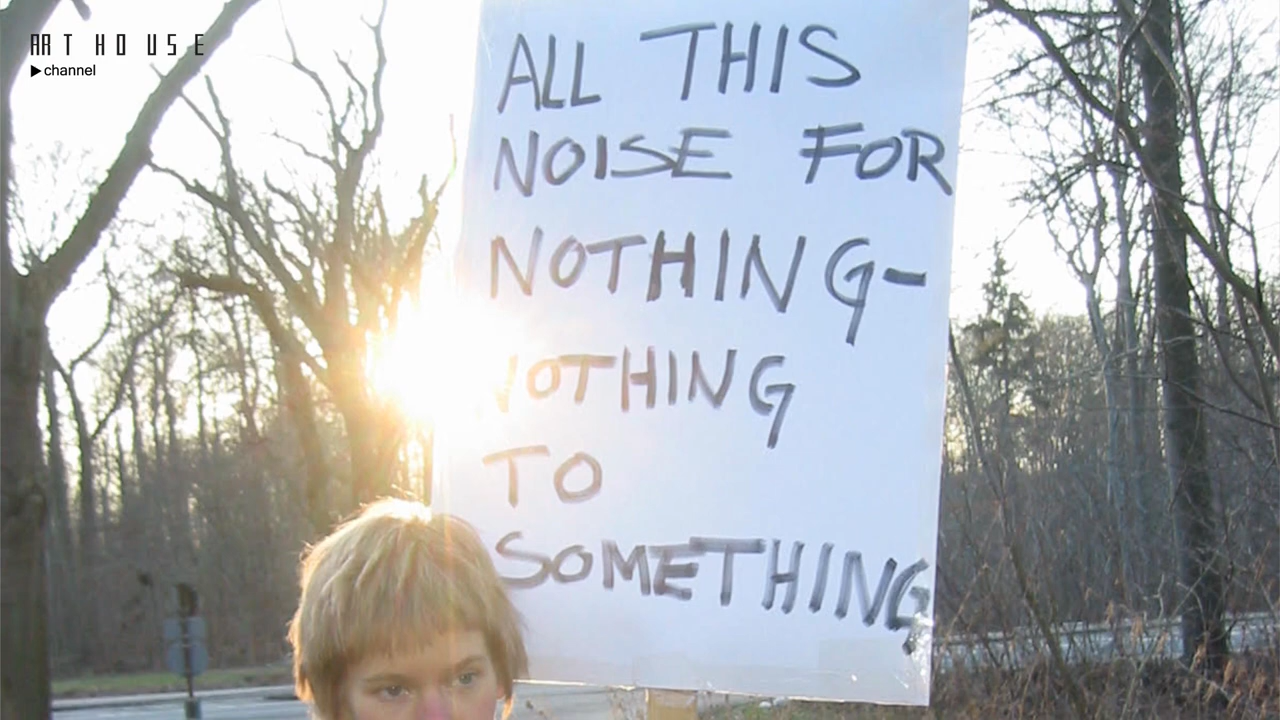 ART HOUSE
channel
ALL THIS
NOISE FOR
NOTHING-
NOTHING
TO
SOMETHING